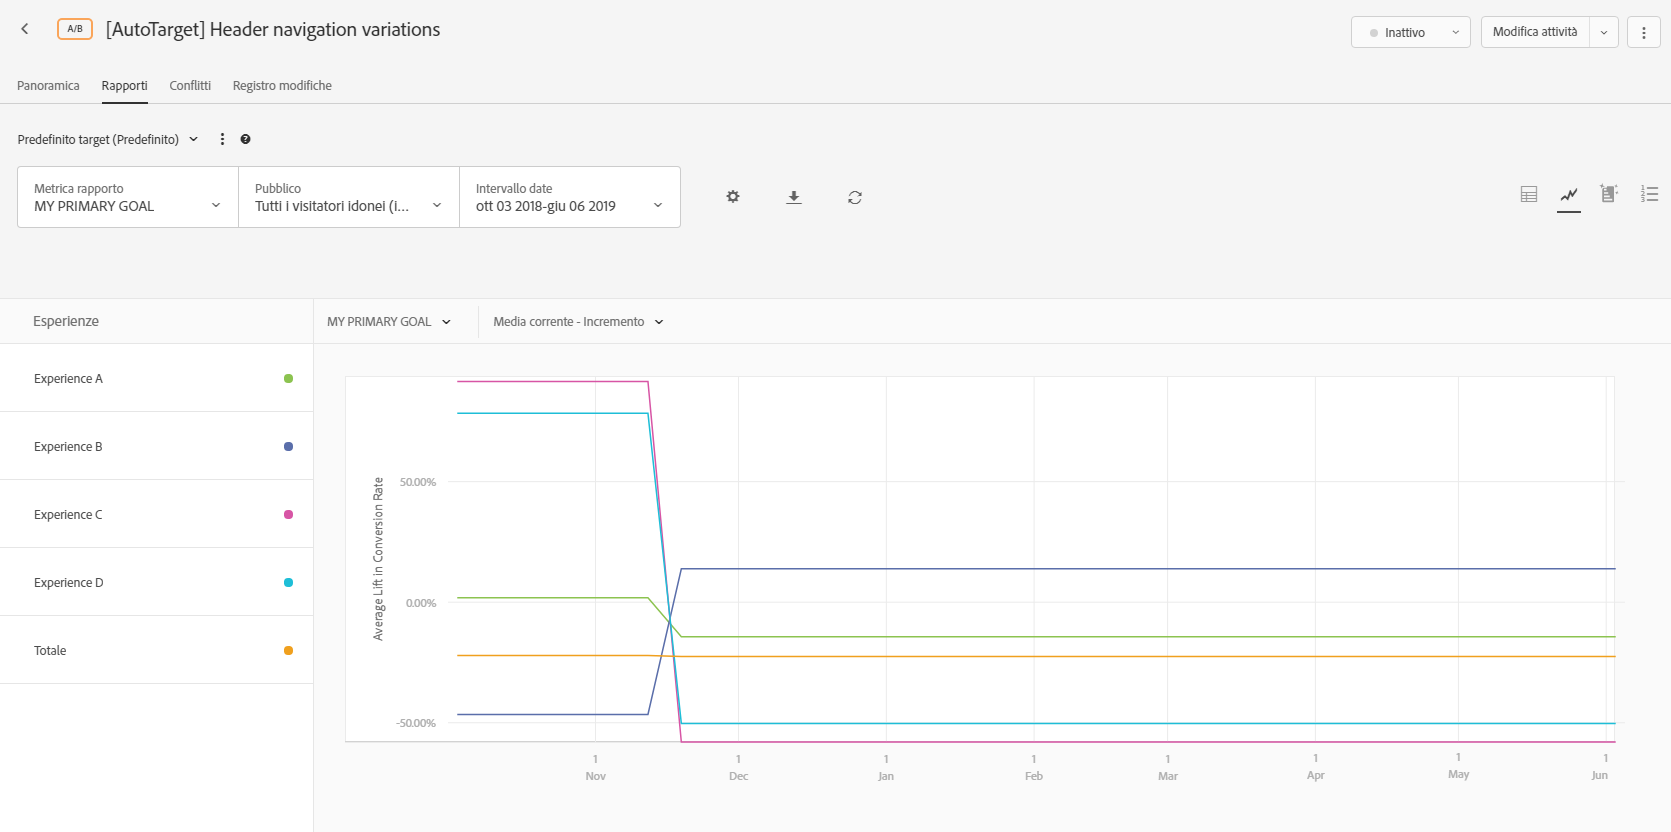 A/B
[AutoTarget] Header navigation variations
Inattivo
Modifica attività
Panoramica
Rapporti
Conflitti
Registro modifiche
Predefinito target (Predefinito)
?
Metrica rapporto
MY PRIMARY GOAL
Pubblico
Tutti i visitatori idonei (i...
Intervallo date
ott 03 2018-giu 06 2019
1
2
3
Esperienze
MY PRIMARY GOAL
Media corrente - Incremento
Experience A
Experience B
Experience C
Experience D
Totale
Average Lift in Conversion Rate
50.00%
0.00%
-50.00%
1
Nov
1
Dec
1
Jan
1
Feb
1
Mar
1
Apr
1
May
1
Jun